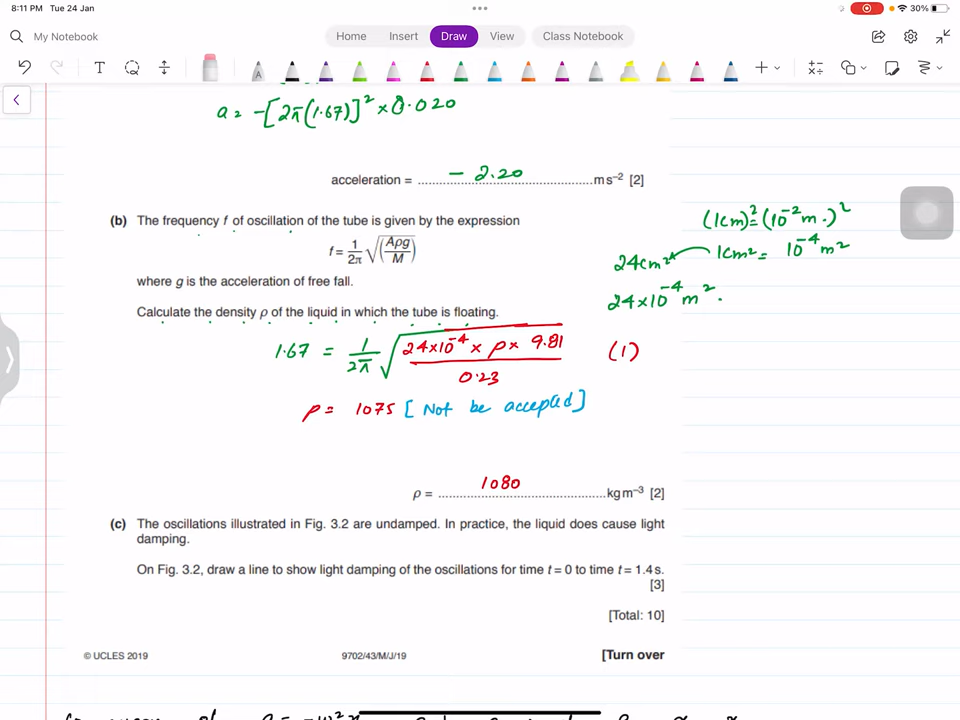 8:11 PM Tue 24 Jan
30%
My Notebook
Home Insert Draw View Class Notebook
a = -[2π(1.67)]² × 0.020
acceleration = – 2.20 m s⁻² [2]
(b) The frequency f of oscillation of the tube is given by the expression
f = 1/2π √(Aρg/M)
where g is the acceleration of free fall.
Calculate the density ρ of the liquid in which the tube is floating.
(1cm)² = (10⁻² m.)²
24cm² 1cm² = 10⁻⁴ m²
24×10⁻⁴ m².
1.67 = 1/2π √(24×10⁻⁴ × ρ × 9.81 / 0.23) (1)
ρ = 1075 [Not be accepted]
ρ = 1080 kg m⁻³ [2]
(c) The oscillations illustrated in Fig. 3.2 are undamped. In practice, the liquid does cause light
damping.
On Fig. 3.2, draw a line to show light damping of the oscillations for time t = 0 to time t = 1.4 s.
[3]
[Total: 10]
© UCLES 2019 9702/43/M/J/19 [Turn over